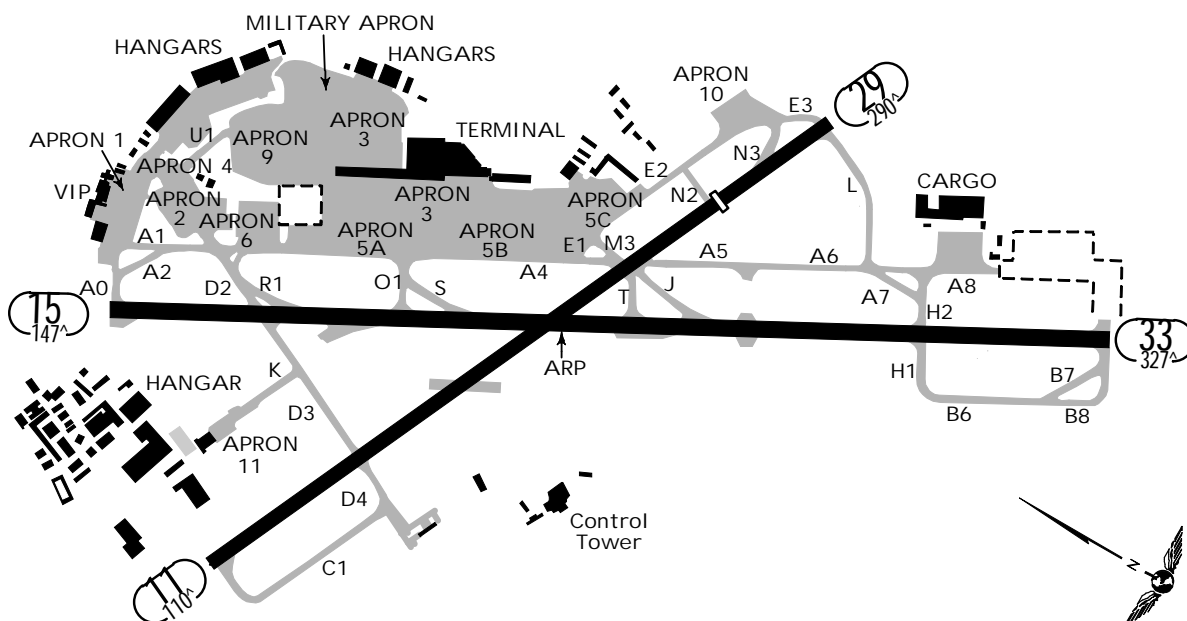 MILITARY APRON
HANGARS
HANGARS
APRON
10
29
290^
E3
APRON 1
U1
APRON
9
APRON
3
TERMINAL
N3
APRON 4
VIP
APRON
2
E2
N2
L
CARGO
APRON
6
APRON
3
APRON
5C
A1
APRON
5A
APRON
5B
E1
M3
A5
A6
A2
A0
D2
R1
O1
S
A4
T
J
A7
A8
15
147^
H2
33
327^
ARP
HANGAR
K
H1
B7
D3
B6
B8
APRON
11
D4
Control
Tower
C1
11
110^
N